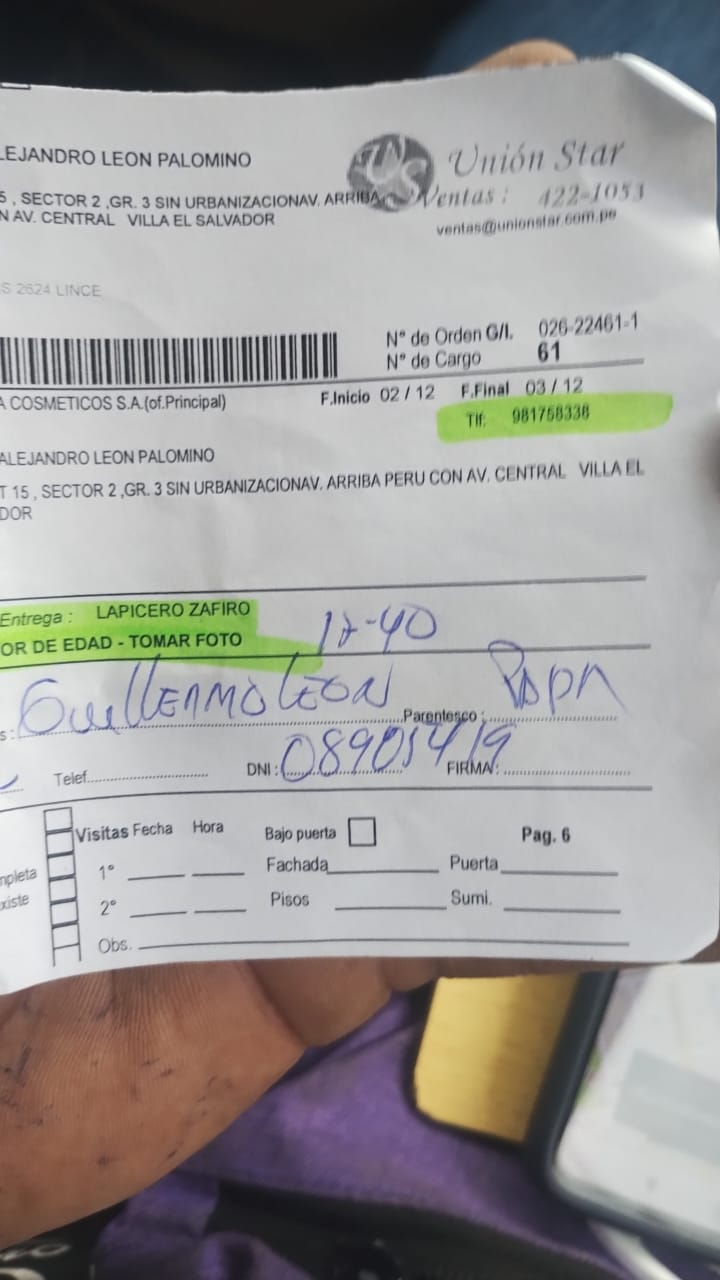 LEJANDRO LEON PALOMINO
Unión Star
5 , SECTOR 2 ,GR. 3 SIN URBANIZACIONAV. ARRIBA
Ventas : 422-1053
N AV. CENTRAL VILLA EL SALVADOR
ventas@unionstar.com.pe
S 2624 LINCE
N° de Orden G/I. 026-22461-1
N° de Cargo 61
A COSMETICOS S.A.(of.Principal)
F.Inicio 02 / 12 F.Final 03 / 12
Tlf: 981758338
ALEJANDRO LEON PALOMINO
T 15 , SECTOR 2 ,GR. 3 SIN URBANIZACIONAV. ARRIBA PERU CON AV. CENTRAL VILLA EL
DOR
Entrega : LAPICERO ZAFIRO
12-40
OR DE EDAD - TOMAR FOTO
s : Guillermo Leon Parentesco : Papa
Telef. DNI : 08905419 FIRMA :
Visitas Fecha Hora Bajo puerta Pag. 6
mpleta 1° Fachada Puerta
xiste 2° Pisos Sumi.
Obs.